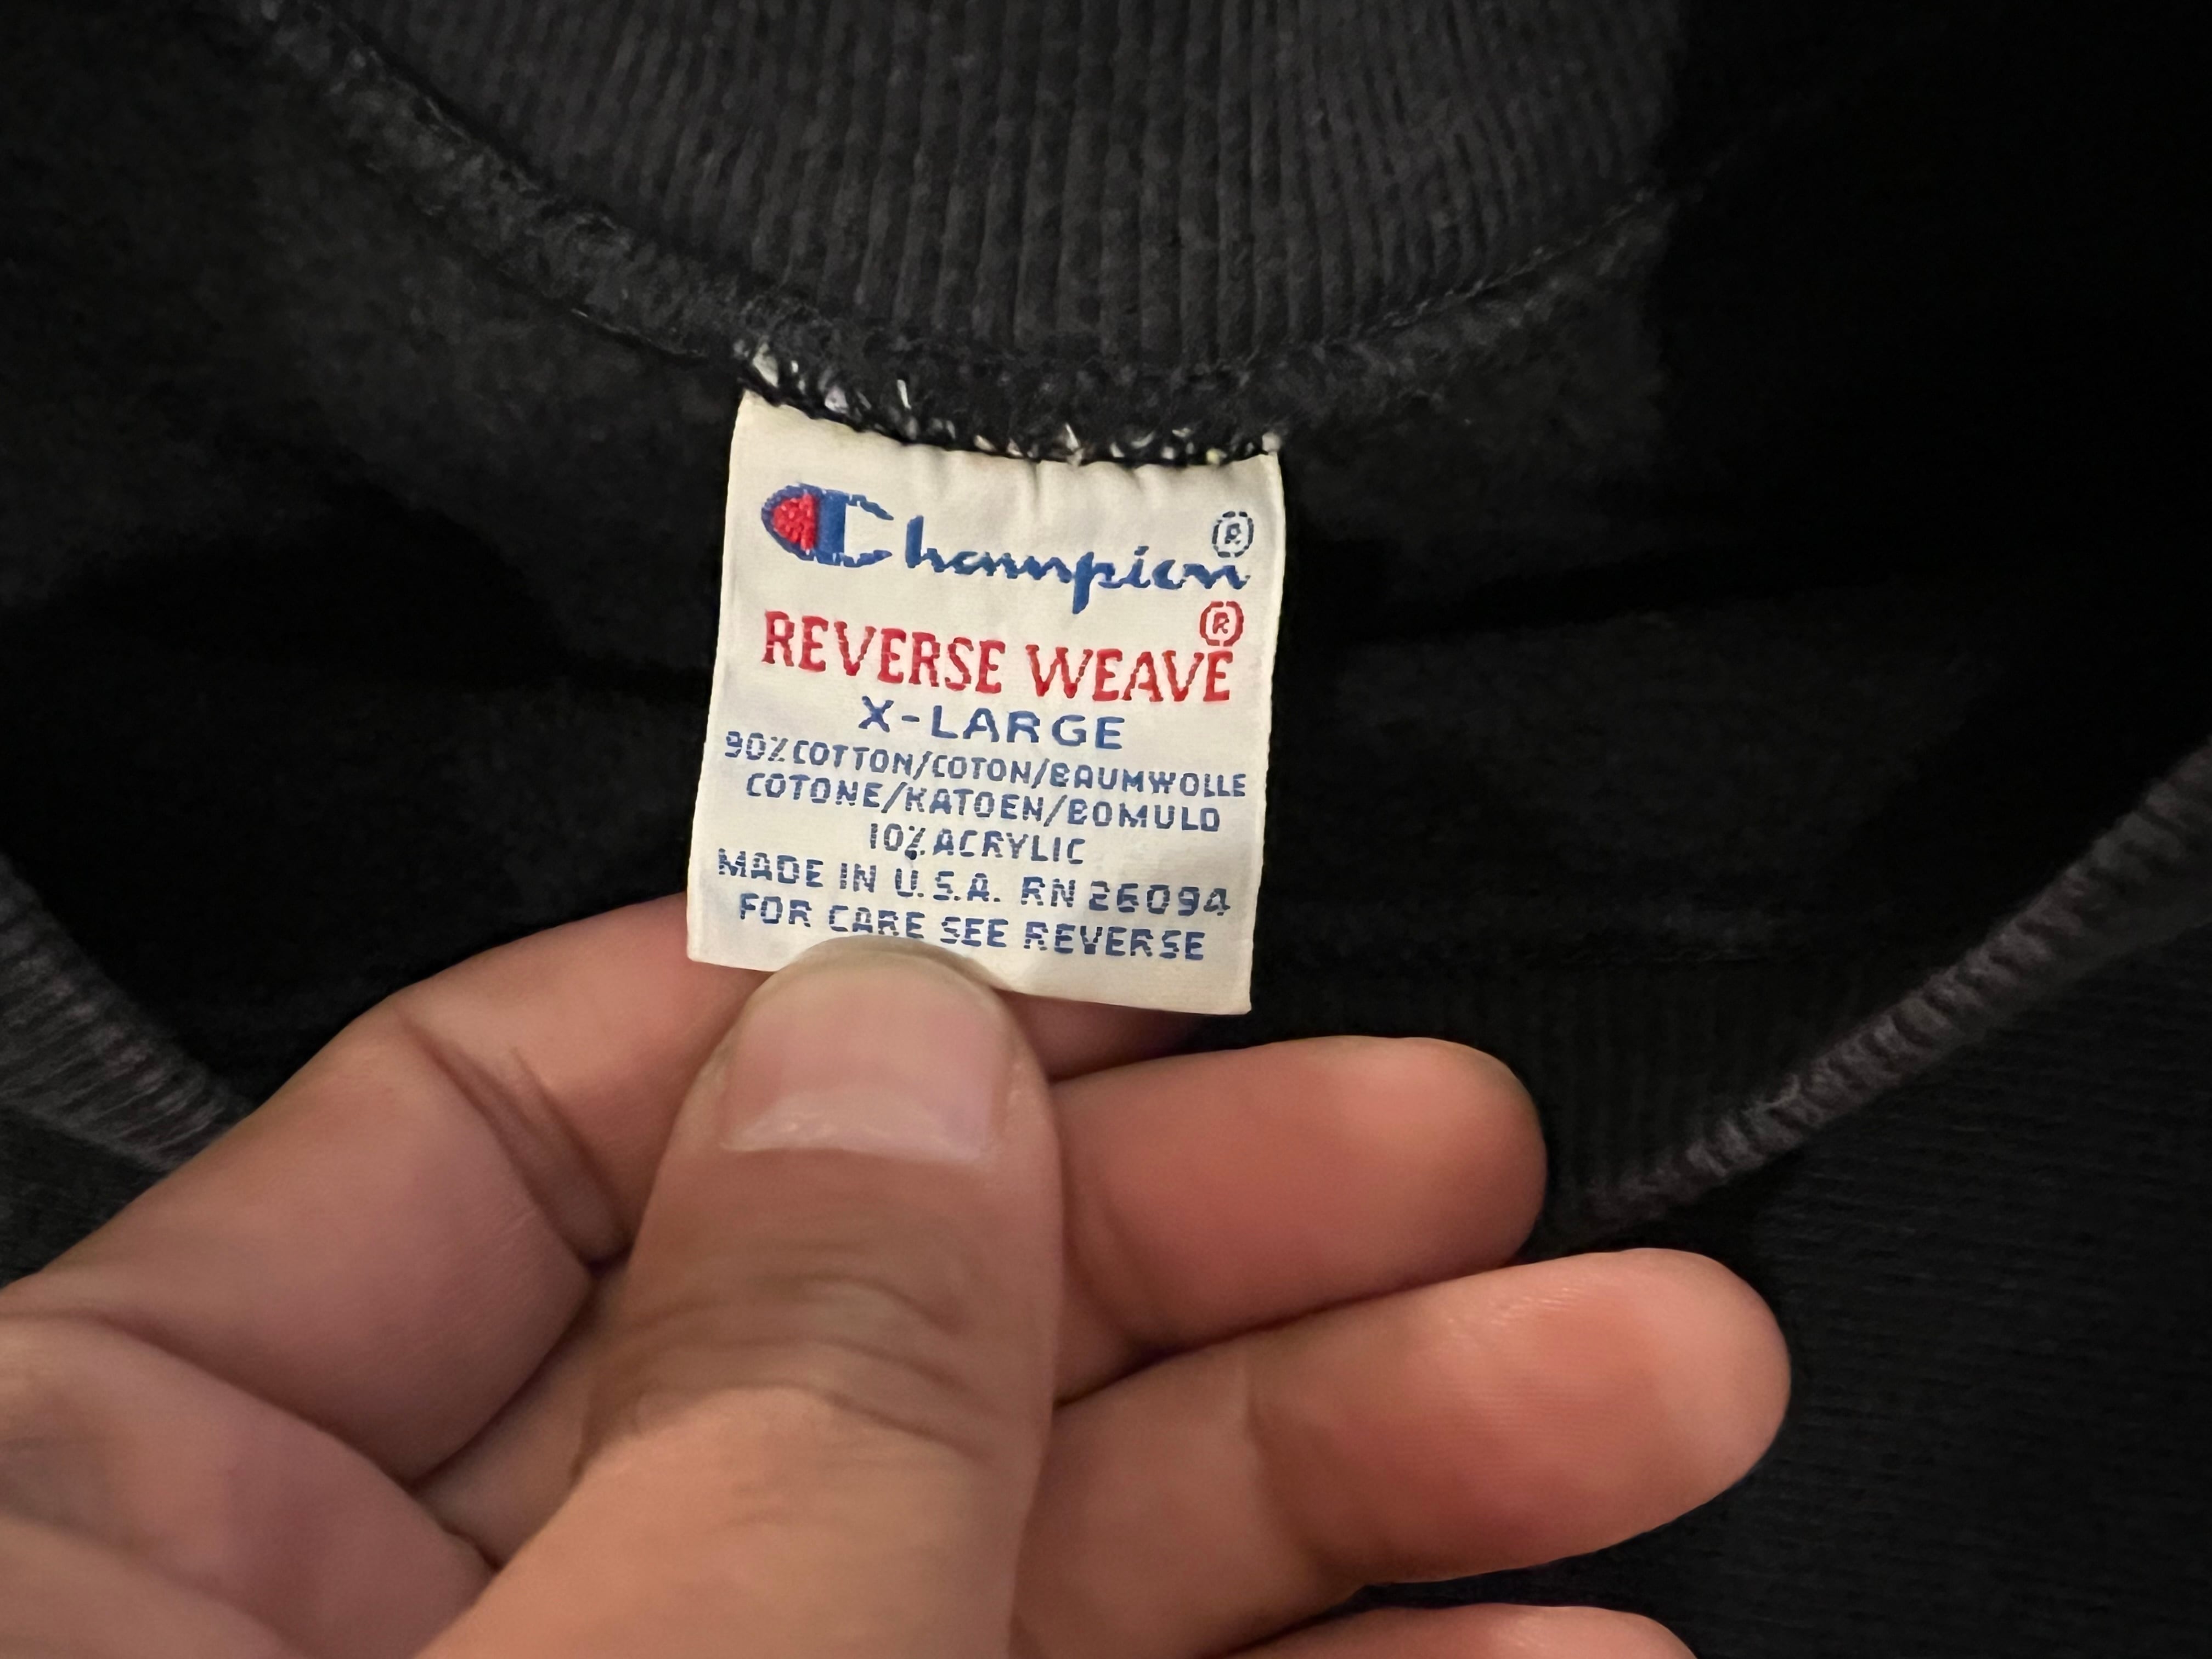 Champion®
REVERSE WEAVE®
X-LARGE
90% COTTON/COTON/BAUMWOLLE
COTONE/KATOEN/BOMULD
10% ACRYLIC
MADE IN U.S.A. RN 26094
FOR CARE SEE REVERSE